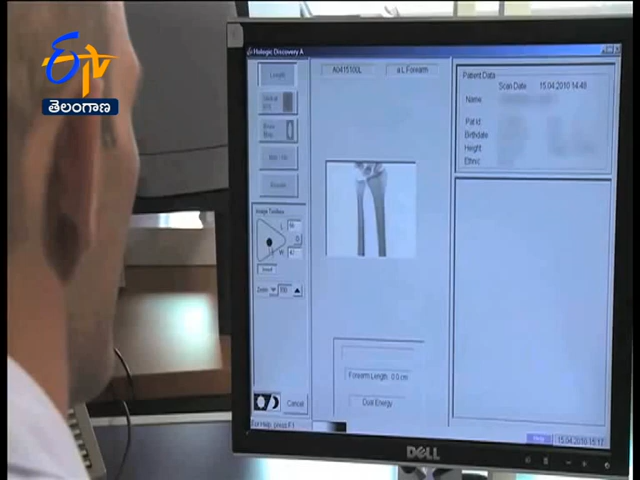 ETV
తెలంగాణ
Hologic Discovery A
Length
A0415100L
a L Forearm
Patient Data
Scan Date 15.04.2010 14:48
Name
Pat Id
Birthdate
Height
Ethnic
Image Toolbox
L
W
Zoom
Cancel
Forearm Length 0.0 cm
Dual Energy
For Help, press F1
15.04.2010 15:17
DELL